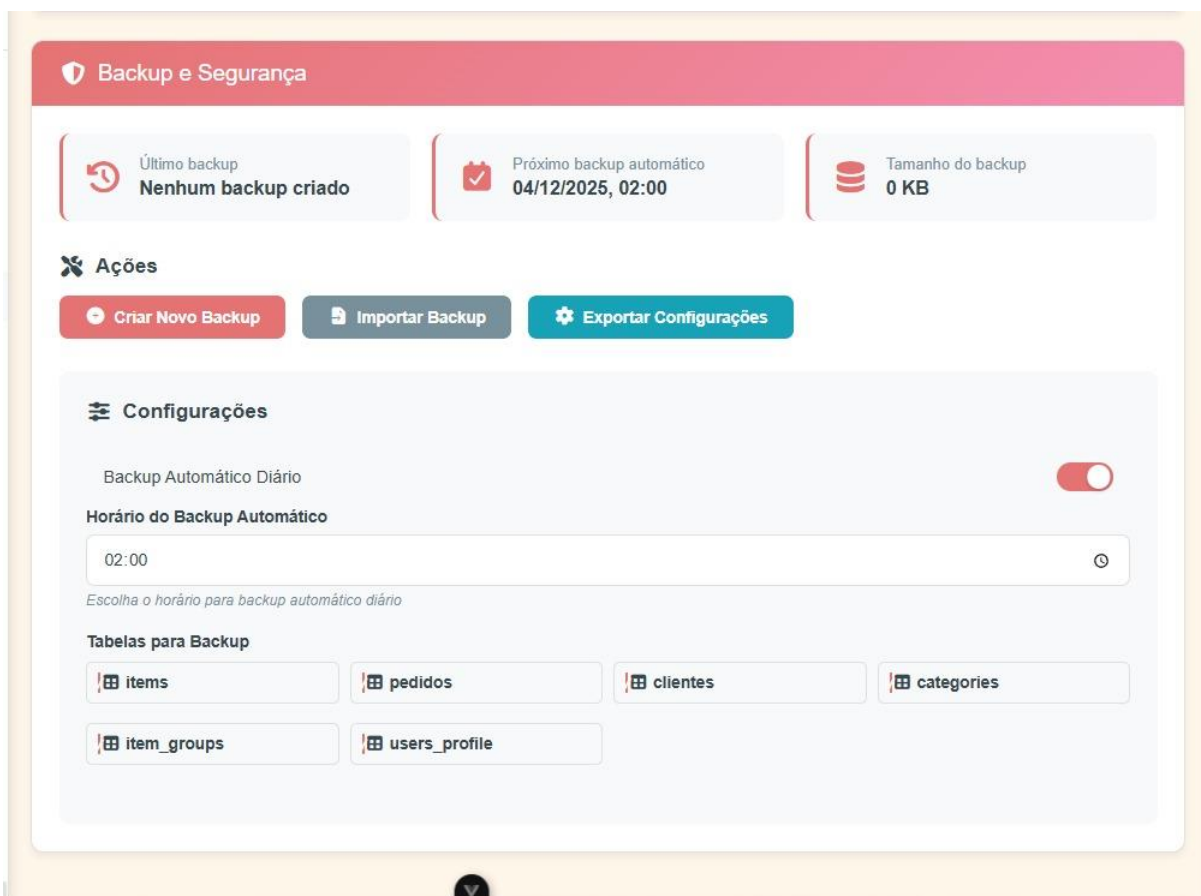 Backup e Segurança
Último backup
Nenhum backup criado
Próximo backup automático
04/12/2025, 02:00
Tamanho do backup
0 KB
Ações
Criar Novo Backup
Importar Backup
Exportar Configurações
Configurações
Backup Automático Diário
Horário do Backup Automático
02:00
Escolha o horário para backup automático diário
Tabelas para Backup
items
pedidos
clientes
categories
item_groups
users_profile